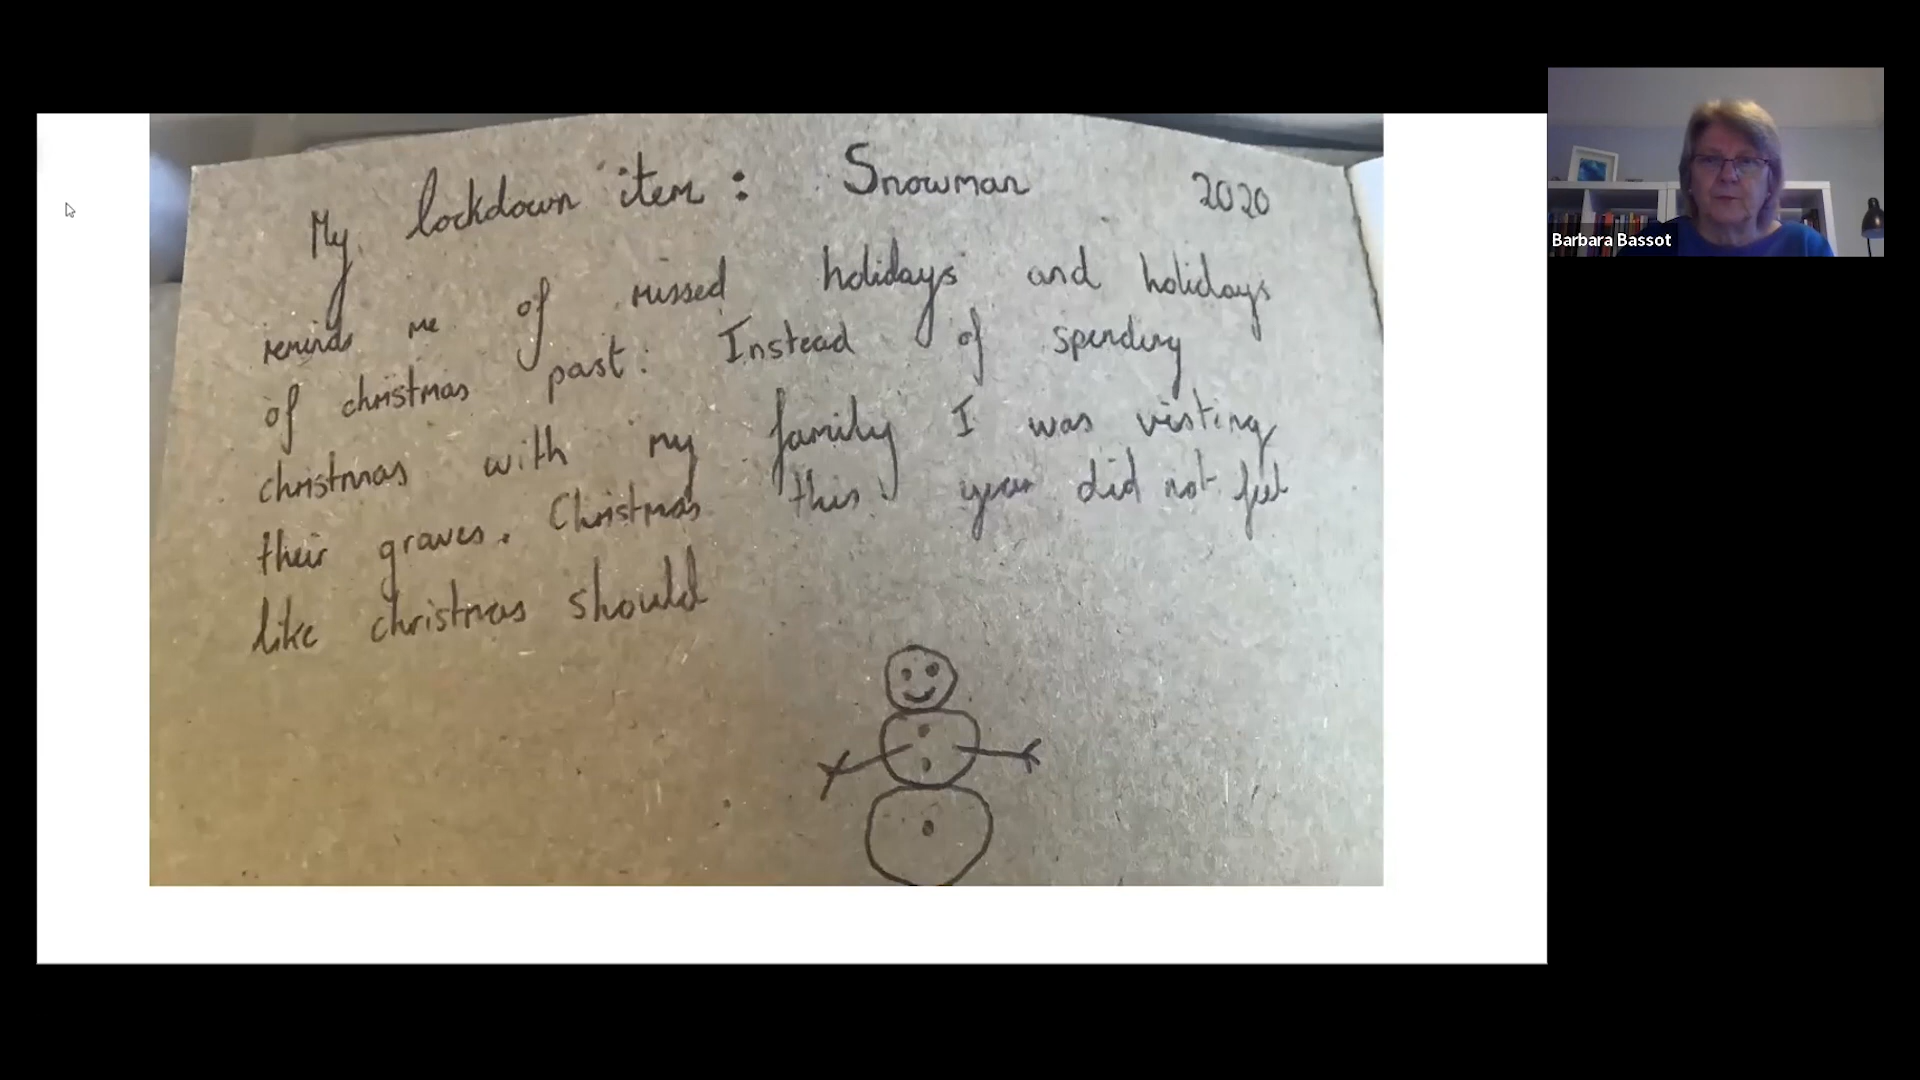 My lockdown item : Snowman 2020
reminds me of missed holidays and holidays
of christmas past. Instead of spending
christmas with my family I was visting
their graves. Christmas this year did not feel
like christmas should
Barbara Bassot